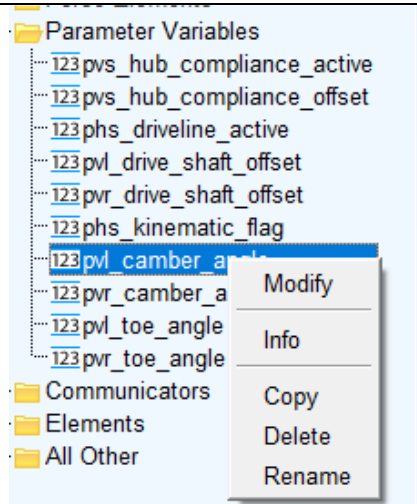 Parameter Variables
123 pvs_hub_compliance_active
123 pvs_hub_compliance_offset
123 phs_driveline_active
123 pvl_drive_shaft_offset
123 pvr_drive_shaft_offset
123 phs_kinematic_flag
123 pvl_camber_angle
123 pvr_camber_a
123 pvl_toe_angle
123 pvr_toe_angle
Communicators
Elements
All Other
Modify
Info
Copy
Delete
Rename